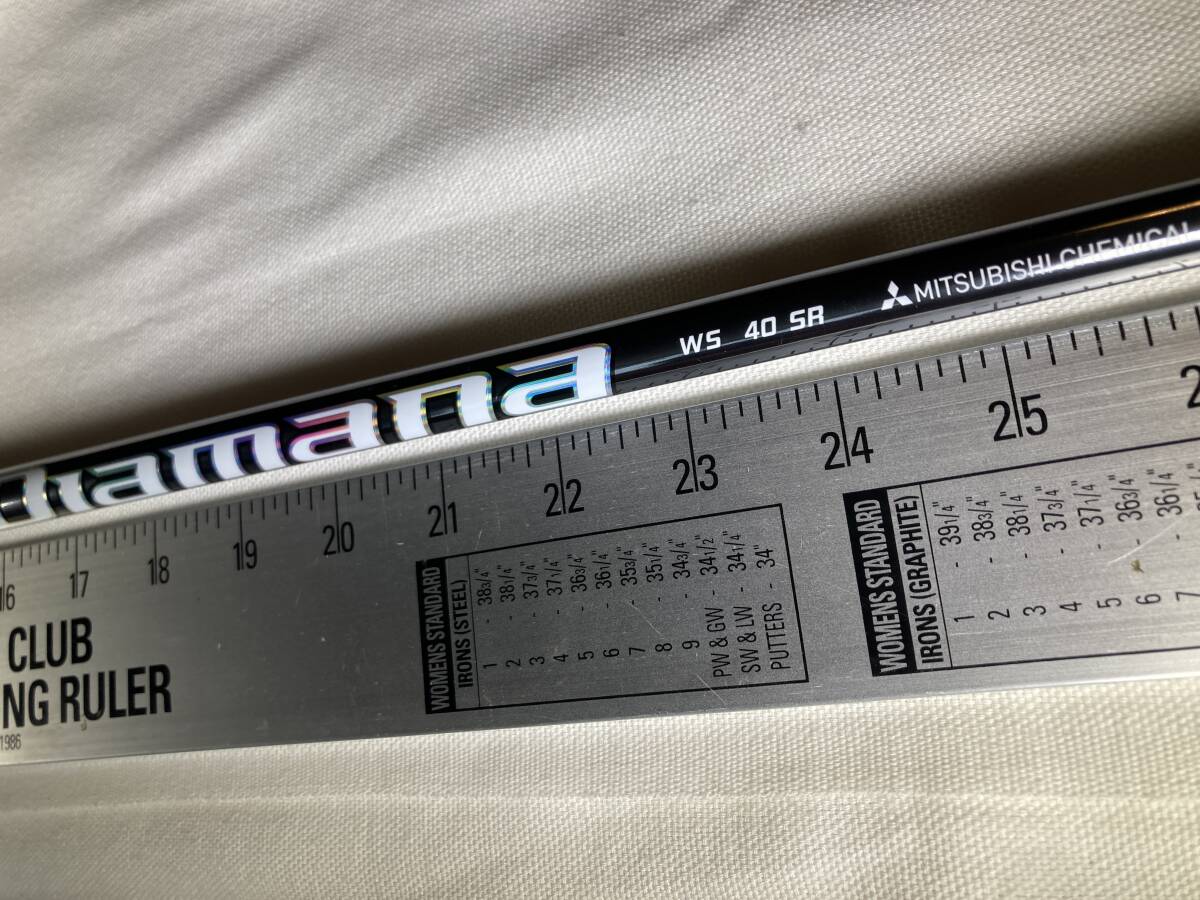 diamana WS 40 SR MITSUBISHI CHEMICAL
16 17 18 19 20 21 22 23 24 25 2
CLUB
NG RULER
1986
WOMENS STANDARD
IRONS (STEEL)
1 - 38 3/4"
2 - 38 1/4"
3 - 37 3/4"
4 - 37 1/4"
5 - 36 3/4"
6 - 36 1/4"
7 - 35 3/4"
8 - 35 1/4"
9 - 34 3/4"
PW & GW - 34 1/2"
SW & LW - 34 1/4"
PUTTERS - 34"
WOMENS STANDARD
IRONS (GRAPHITE)
1 - 39 1/4"
2 - 38 3/4"
3 - 38 1/4"
4 - 37 3/4"
5 - 37 1/4"
6 - 36 3/4"
7 - 36 1/4"